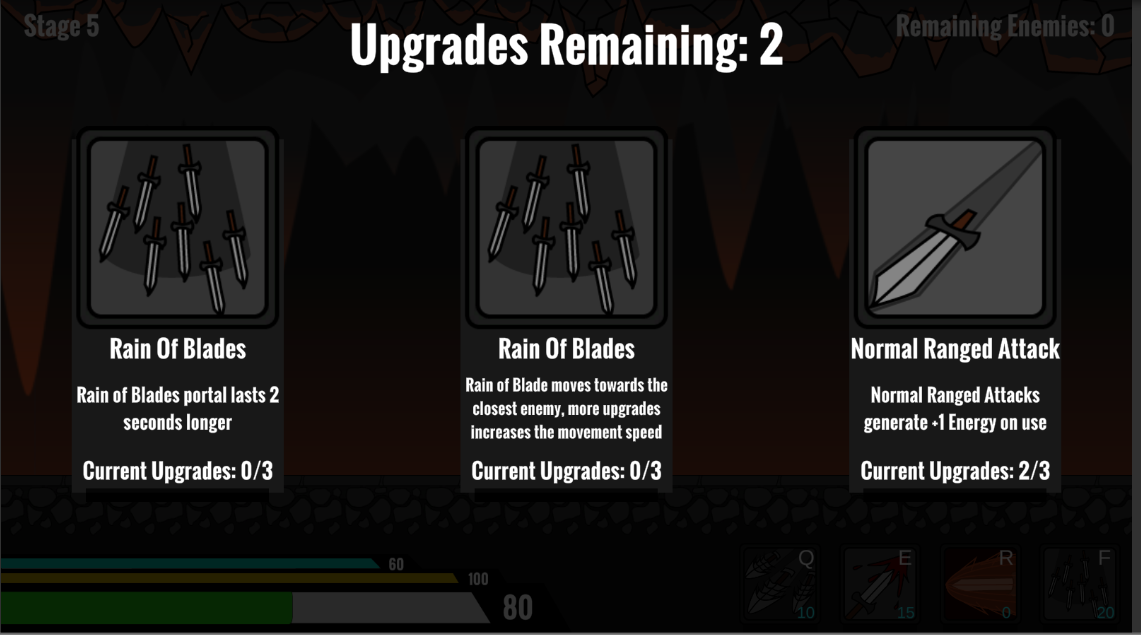 Stage 5
Upgrades Remaining: 2
Remaining Enemies: 0
Rain Of Blades
Rain of Blades portal lasts 2
seconds longer
Current Upgrades: 0/3
Rain Of Blades
Rain of Blade moves towards the
closest enemy, more upgrades
increases the movement speed
Current Upgrades: 0/3
Normal Ranged Attack
Normal Ranged Attacks
generate +1 Energy on use
Current Upgrades: 2/3
60
100
80
Q
10
E
15
R
0
F
20